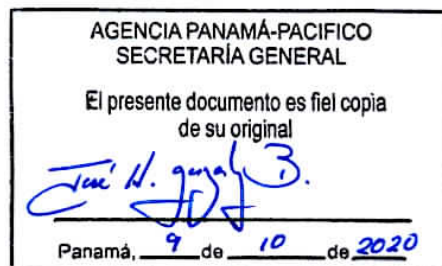 AGENCIA PANAMÁ-PACIFICO
SECRETARÍA GENERAL
El presente documento es fiel copia
de su original
José H.
Panamá, 9 de 10 de 2020